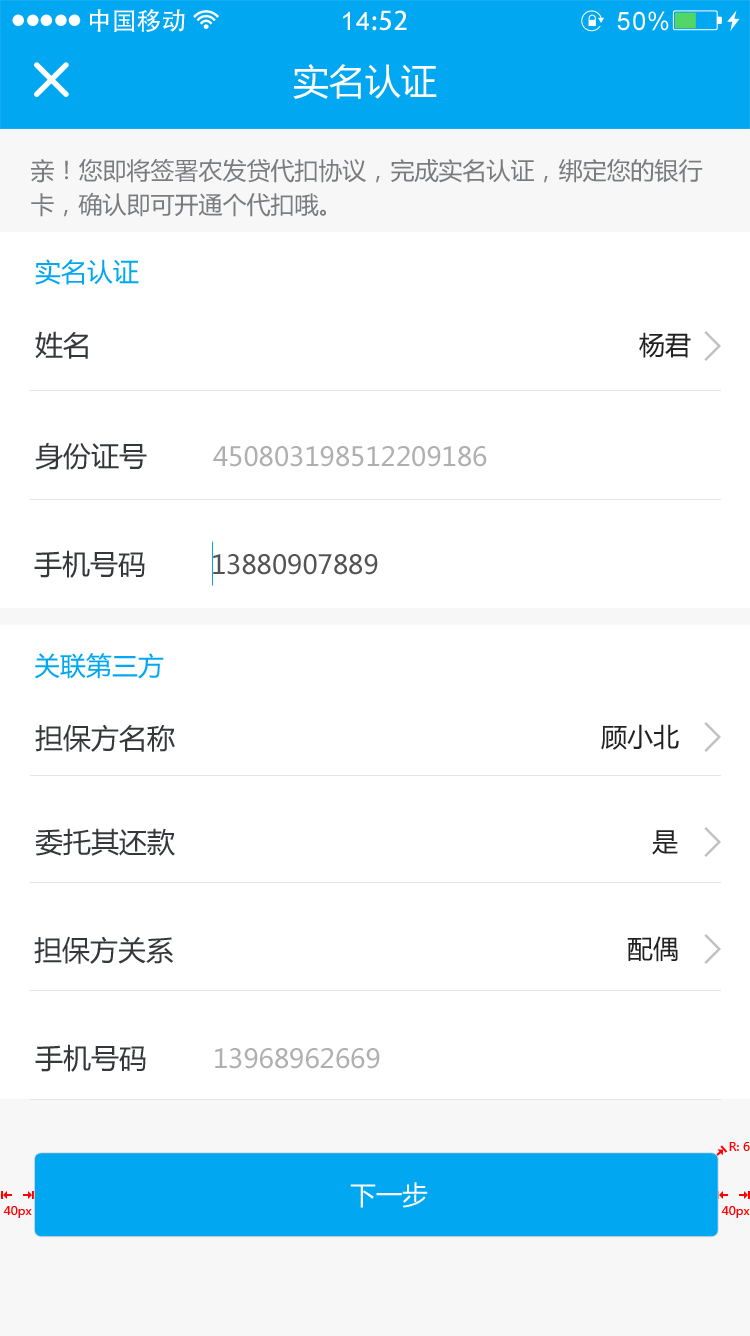 中国移动 14:52 50%
实名认证
亲！您即将签署农发贷代扣协议，完成实名认证，绑定您的银行
卡，确认即可开通个代扣哦。
实名认证
姓名 杨君
身份证号 450803198512209186
手机号码 13880907889
关联第三方
担保方名称 顾小北
委托其还款 是
担保方关系 配偶
手机号码 13968962669
R: 6
下一步
40px 40px